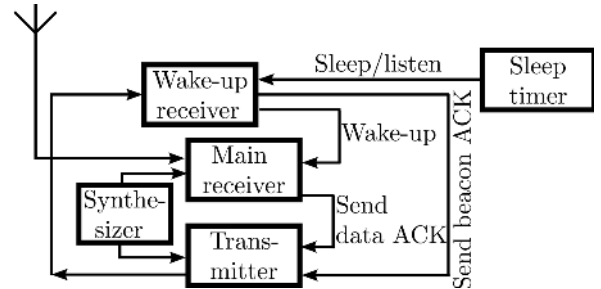 Wake-up
receiver
Sleep/listen
Sleep
timer
Wake-up
Main
receiver
Synthe-
sizer
Send
data ACK
Trans-
mitter
Send beacon ACK